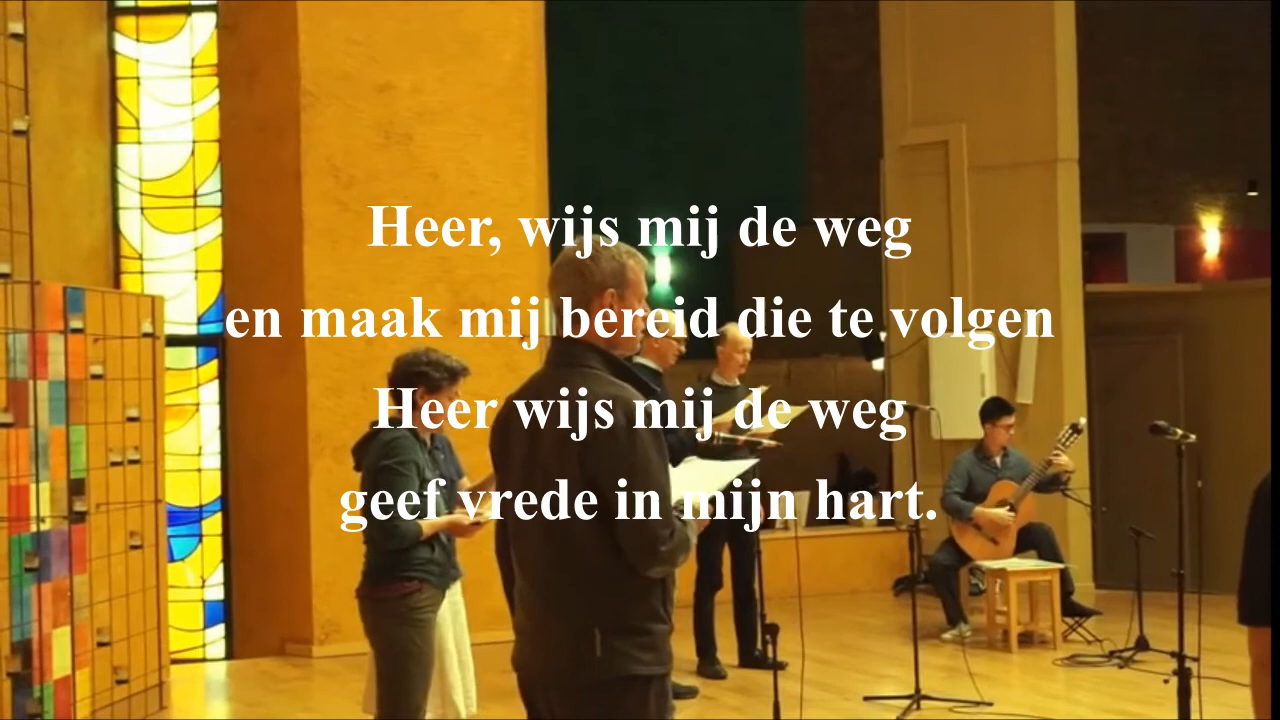 Heer, wijs mij de weg
en maak mij bereid die te volgen
Heer wijs mij de weg
geef vrede in mijn hart.